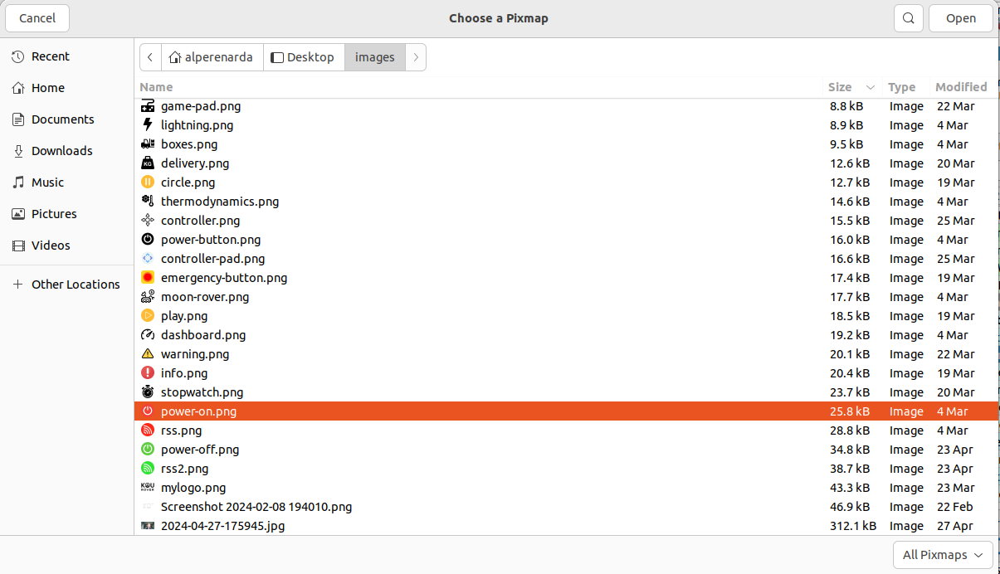 Cancel Choose a Pixmap Open
Recent
Home
Documents
Downloads
Music
Pictures
Videos
Other Locations
alperenarda Desktop images
Name Size Type Modified
game-pad.png 8.8 kB Image 22 Mar
lightning.png 8.9 kB Image 4 Mar
boxes.png 9.5 kB Image 4 Mar
delivery.png 12.6 kB Image 20 Mar
circle.png 12.7 kB Image 19 Mar
thermodynamics.png 14.6 kB Image 4 Mar
controller.png 15.5 kB Image 25 Mar
power-button.png 16.0 kB Image 4 Mar
controller-pad.png 16.6 kB Image 25 Mar
emergency-button.png 17.4 kB Image 19 Mar
moon-rover.png 17.7 kB Image 4 Mar
play.png 18.5 kB Image 19 Mar
dashboard.png 19.2 kB Image 4 Mar
warning.png 20.1 kB Image 22 Mar
info.png 20.4 kB Image 19 Mar
stopwatch.png 23.7 kB Image 20 Mar
power-on.png 25.8 kB Image 4 Mar
rss.png 28.8 kB Image 4 Mar
power-off.png 34.8 kB Image 23 Apr
rss2.png 38.7 kB Image 23 Apr
mylogo.png 43.3 kB Image 23 Mar
Screenshot 2024-02-08 194010.png 46.9 kB Image 22 Feb
2024-04-27-175945.jpg 312.1 kB Image 27 Apr
All Pixmaps